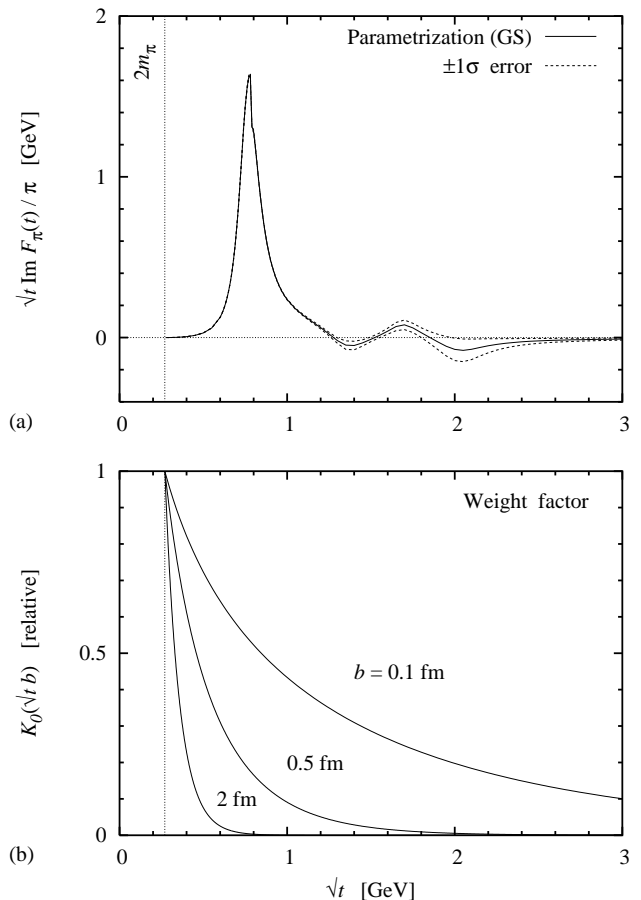 2
Parametrization (GS)
±1σ error
2mπ
1
√t Im Fπ(t) / π [GeV]
0
(a)
0 1 2 3
1
Weight factor
K0(√t b) [relative]
0.5
b = 0.1 fm
0.5 fm
2 fm
0
(b)
0 1 2 3
√t [GeV]